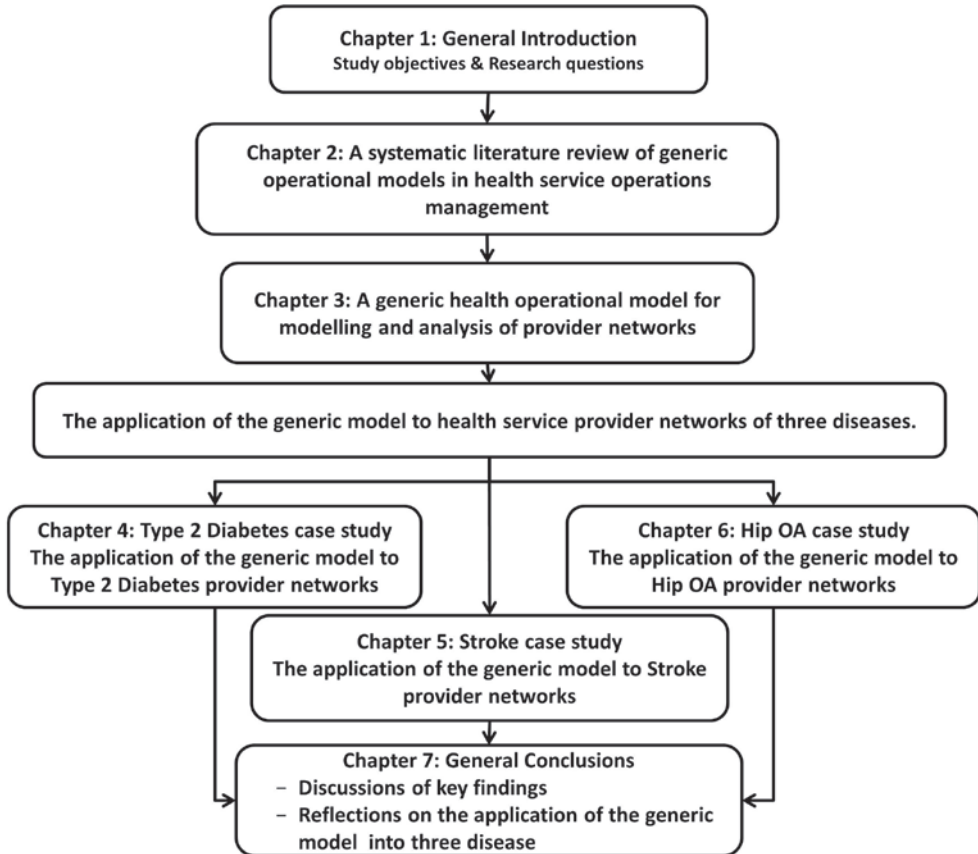 Chapter 1: General Introduction
Study objectives & Research questions
Chapter 2: A systematic literature review of generic
operational models in health service operations
management
Chapter 3: A generic health operational model for
modelling and analysis of provider networks
The application of the generic model to health service provider networks of three diseases.
Chapter 4: Type 2 Diabetes case study
The application of the generic model to
Type 2 Diabetes provider networks
Chapter 6: Hip OA case study
The application of the generic model to
Hip OA provider networks
Chapter 5: Stroke case study
The application of the generic model to Stroke
provider networks
Chapter 7: General Conclusions
– Discussions of key findings
– Reflections on the application of the generic
model into three disease